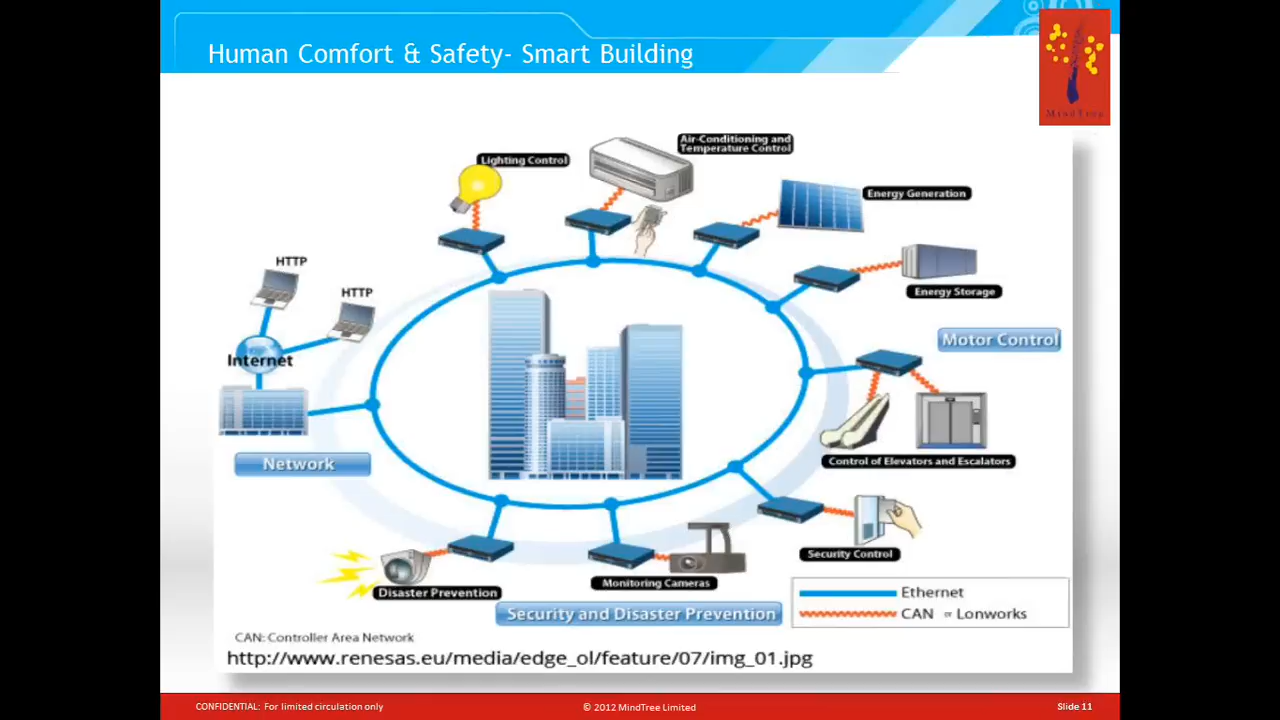 Human Comfort & Safety- Smart Building
MindTree
Lighting Control
Air-Conditioning and
Temperature Control
Energy Generation
Energy Storage
HTTP
HTTP
Internet
Motor Control
Control of Elevators and Escalators
Network
Security Control
Monitoring Cameras
Disaster Prevention
Security and Disaster Prevention
Ethernet
CAN or Lonworks
CAN: Controller Area Network
http://www.renesas.eu/media/edge_ol/feature/07/img_01.jpg
CONFIDENTIAL: For limited circulation only
© 2012 MindTree Limited
Slide 11